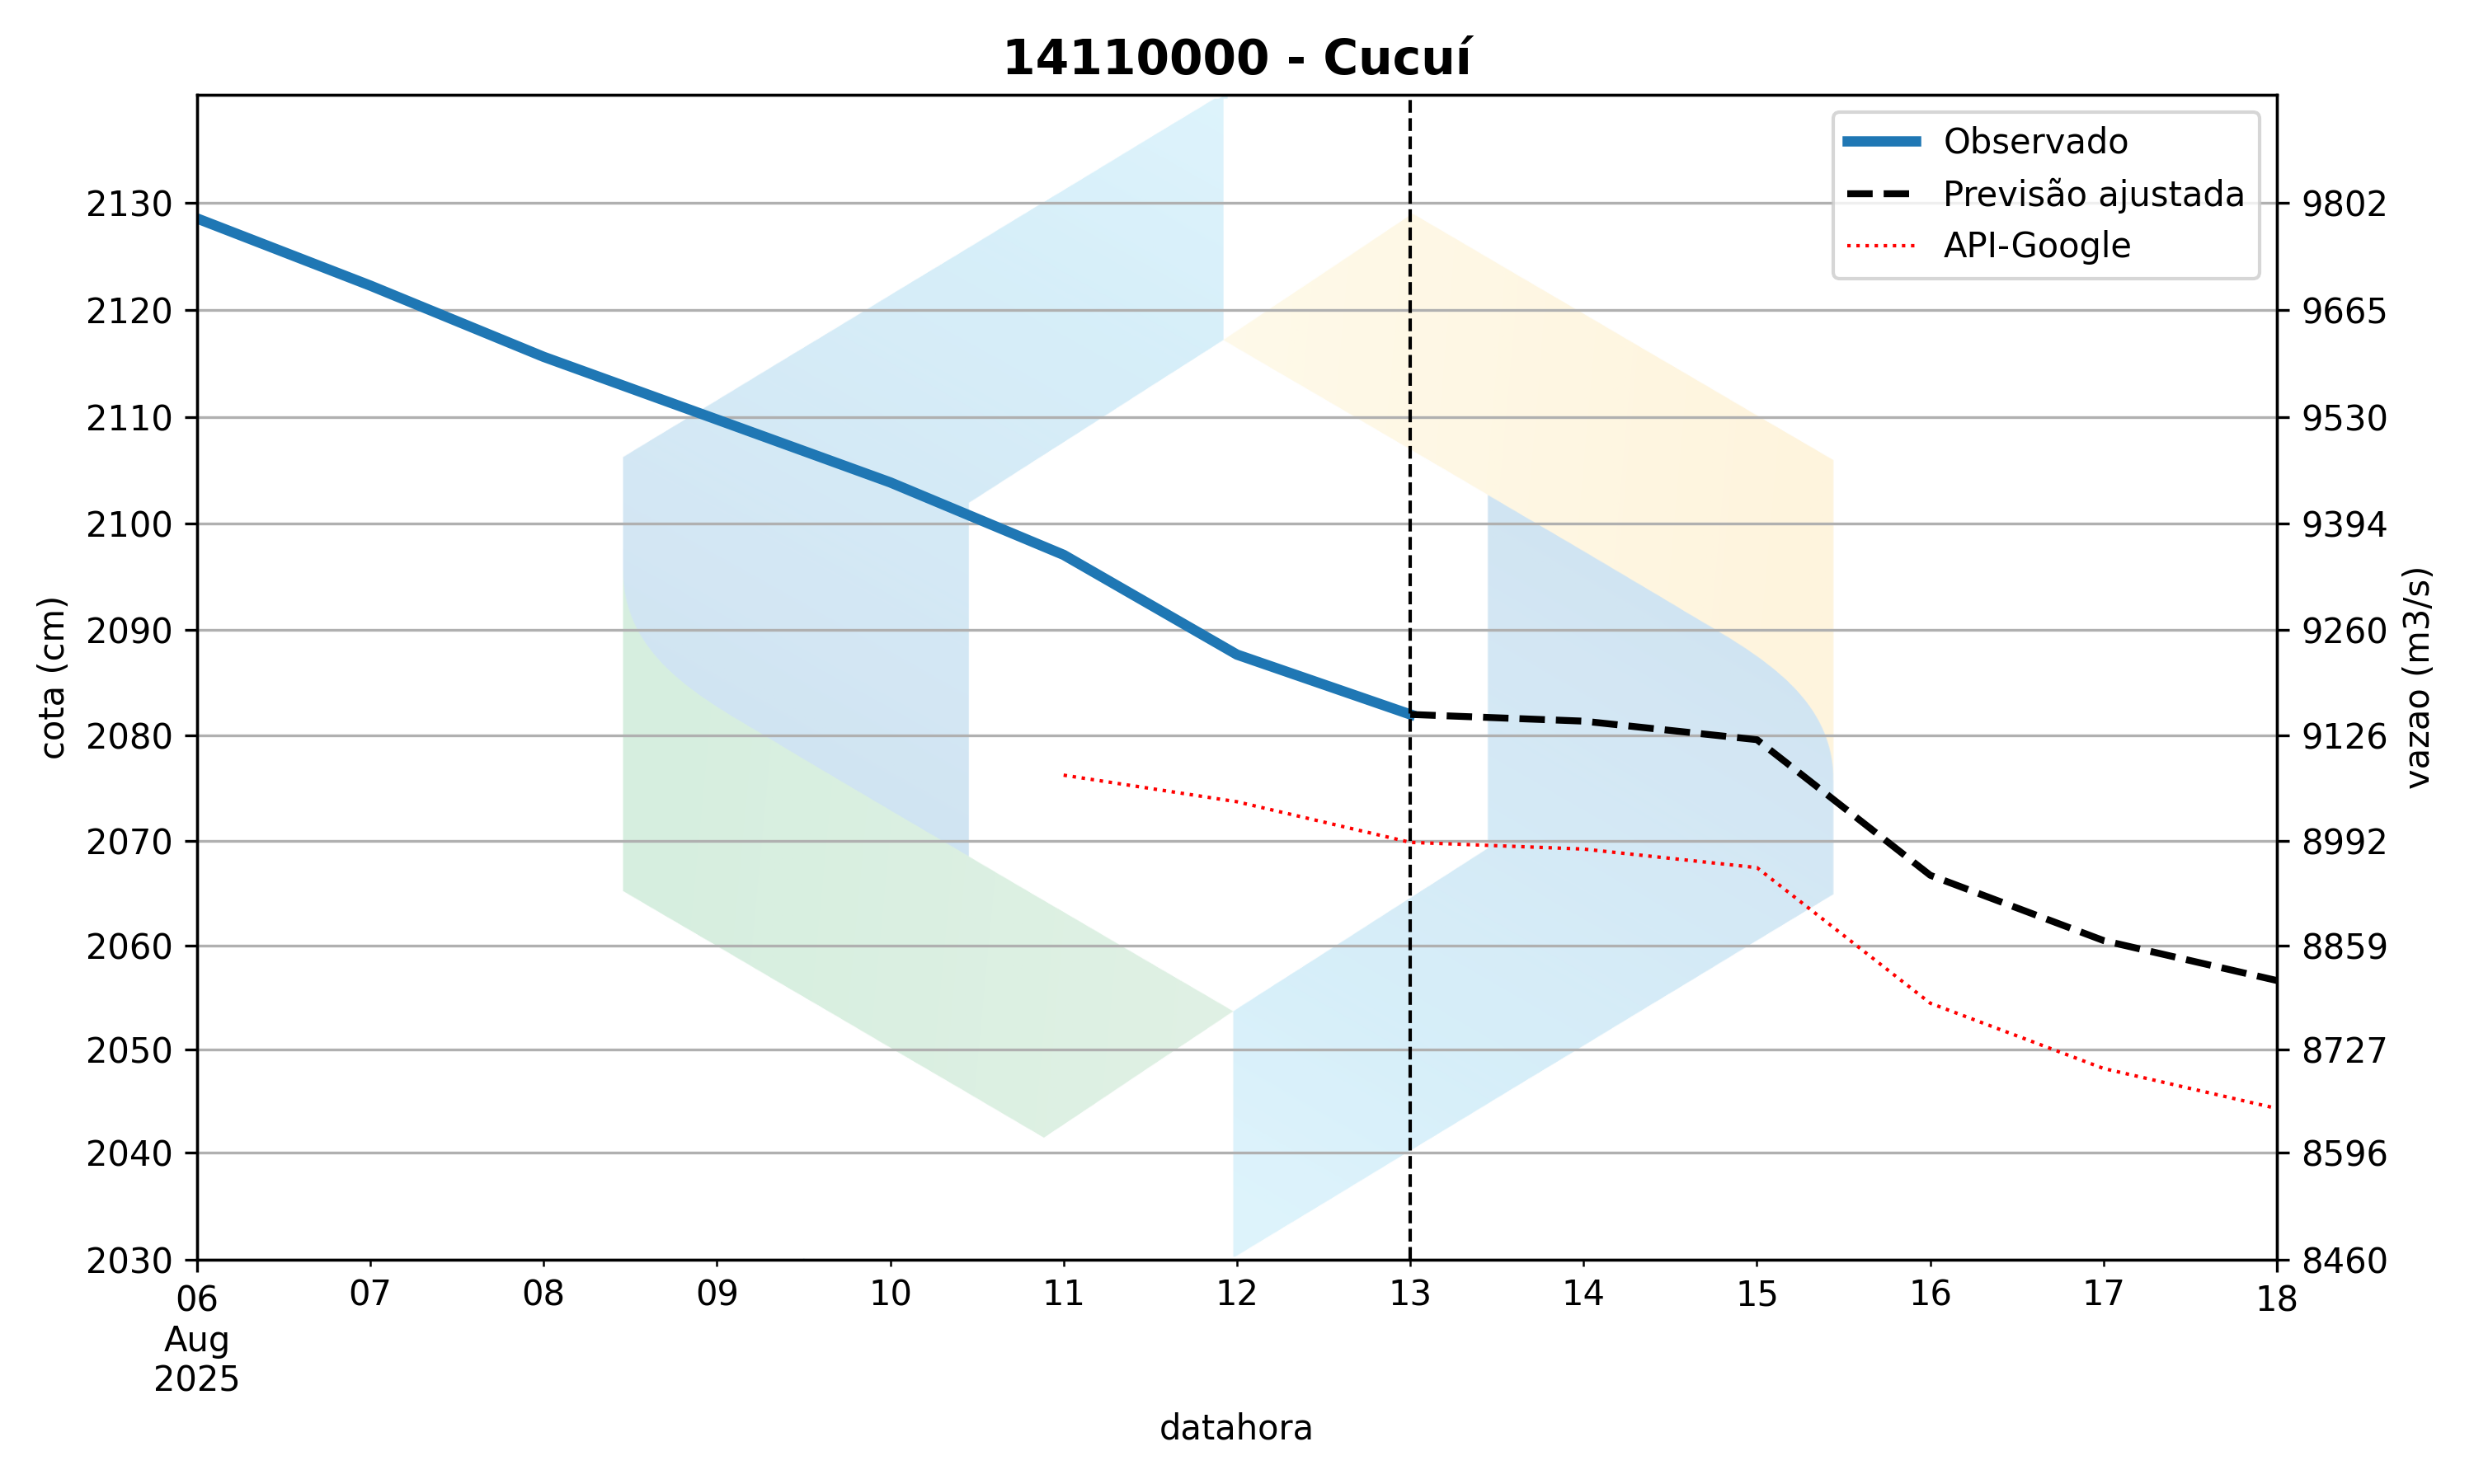 14110000 - Cucuí
Observado
Previsão ajustada
API-Google
cota (cm)
2130
2120
2110
2100
2090
2080
2070
2060
2050
2040
2030
9802
9665
9530
9394
9260
9126
8992
8859
8727
8596
8460
vazao (m3/s)
06 07 08 09 10 11 12 13 14 15 16 17 18
Aug
2025
datahora